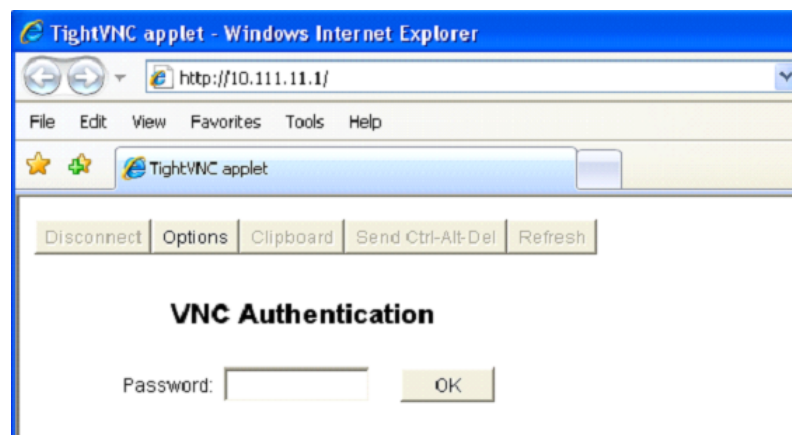 TightVNC applet - Windows Internet Explorer
http://10.111.11.1/
File Edit View Favorites Tools Help
TightVNC applet
Disconnect Options Clipboard Send Ctrl-Alt-Del Refresh
VNC Authentication
Password: OK